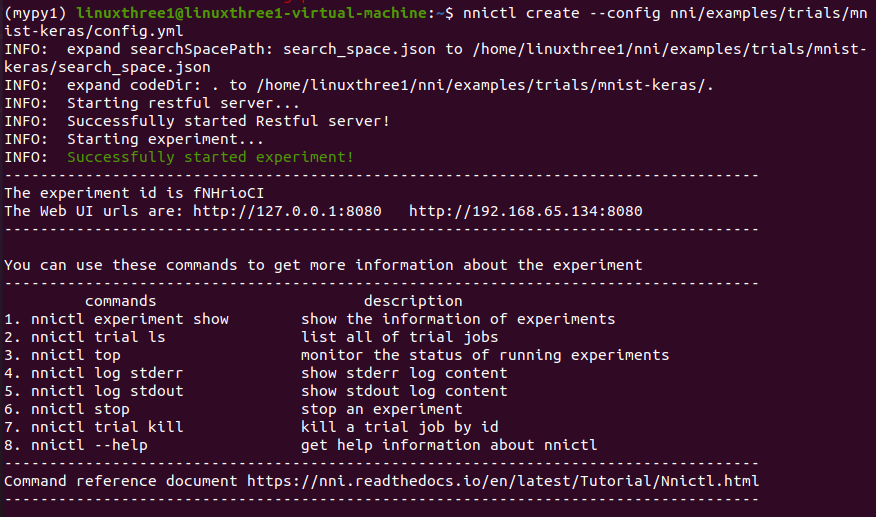 (mypy1) linuxthree1@linuxthree1-virtual-machine:~$ nnictl create --config nni/examples/trials/mn
ist-keras/config.yml
INFO:  expand searchSpacePath: search_space.json to /home/linuxthree1/nni/examples/trials/mnist-
keras/search_space.json
INFO:  expand codeDir: . to /home/linuxthree1/nni/examples/trials/mnist-keras/.
INFO:  Starting restful server...
INFO:  Successfully started Restful server!
INFO:  Starting experiment...
INFO:  Successfully started experiment!
------------------------------------------------------------------------------------
The experiment id is fNHrioCI
The Web UI urls are: http://127.0.0.1:8080   http://192.168.65.134:8080
------------------------------------------------------------------------------------
You can use these commands to get more information about the experiment
------------------------------------------------------------------------------------
         commands                       description
1. nnictl experiment show        show the information of experiments
2. nnictl trial ls               list all of trial jobs
3. nnictl top                    monitor the status of running experiments
4. nnictl log stderr             show stderr log content
5. nnictl log stdout             show stdout log content
6. nnictl stop                   stop an experiment
7. nnictl trial kill             kill a trial job by id
8. nnictl --help                 get help information about nnictl
------------------------------------------------------------------------------------
Command reference document https://nni.readthedocs.io/en/latest/Tutorial/Nnictl.html
------------------------------------------------------------------------------------